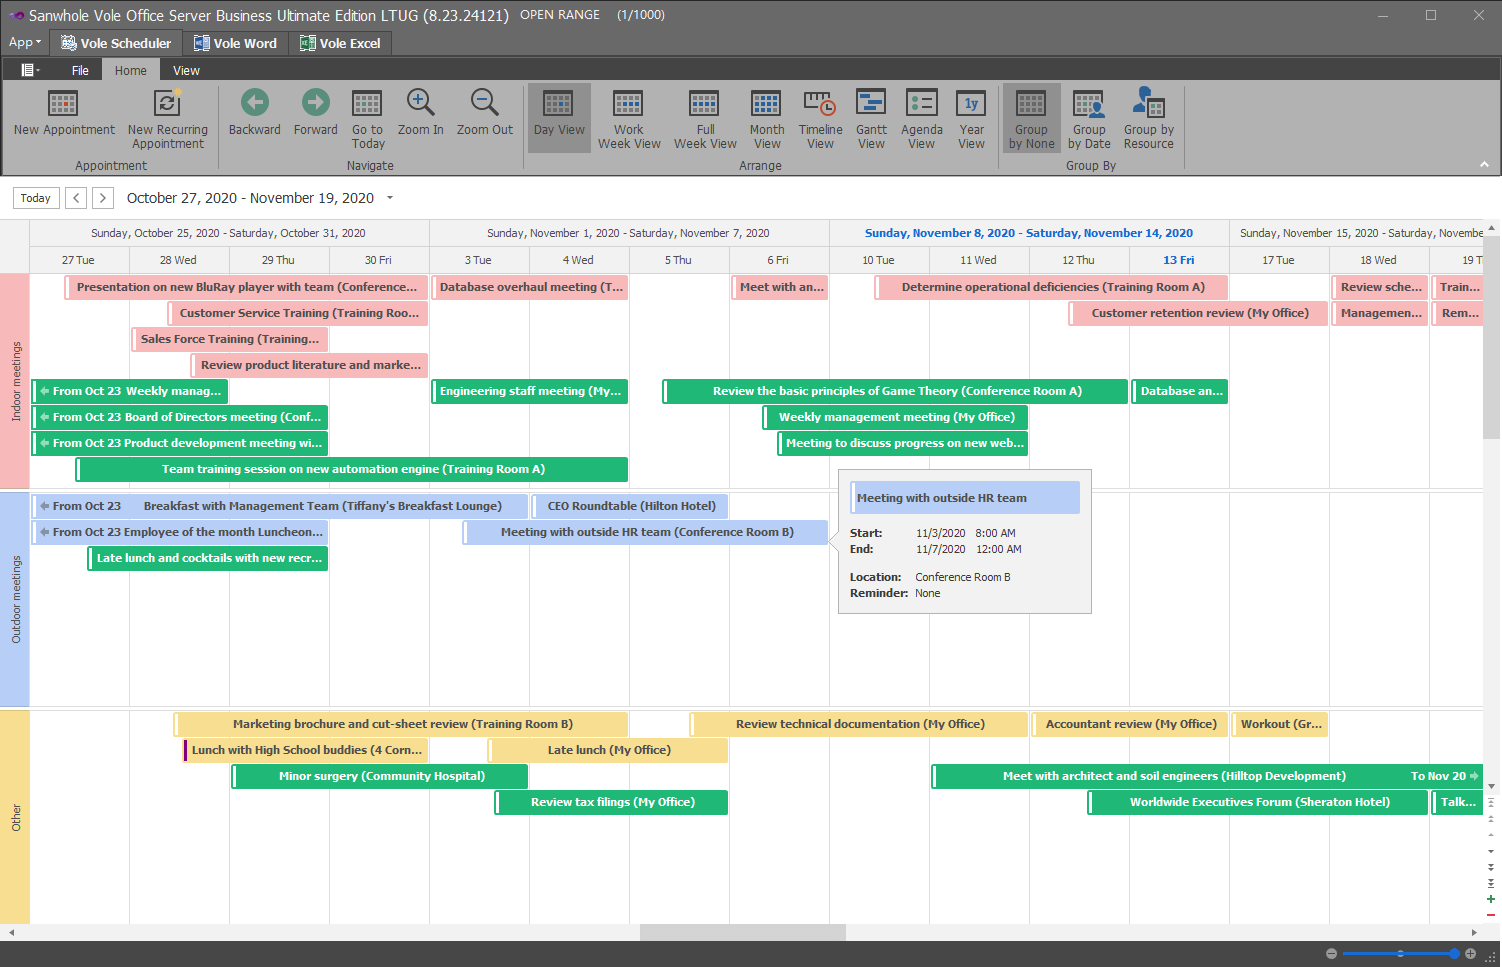 Sanwhole Vole Office Server Business Ultimate Edition LTUG (8.23.24121) OPEN RANGE (1/1000)
App Vole Scheduler Vole Word Vole Excel
File Home View
New Appointment
New Recurring Appointment
Backward
Forward
Go to Today
Zoom In
Zoom Out
Day View
Work Week View
Full Week View
Month View
Timeline View
Gantt View
Agenda View
1y
Year View
Group by None
Group by Date
Group by Resource
Appointment Navigate Arrange Group By
Today October 27, 2020 - November 19, 2020
Sunday, October 25, 2020 - Saturday, October 31, 2020 Sunday, November 1, 2020 - Saturday, November 7, 2020 Sunday, November 8, 2020 - Saturday, November 14, 2020 Sunday, November 15, 2020 - Saturday, Novembe
27 Tue 28 Wed 29 Thu 30 Fri 3 Tue 4 Wed 5 Thu 6 Fri 10 Tue 11 Wed 12 Thu 13 Fri 17 Tue 18 Wed 19 T
Indoor meetings
Presentation on new BluRay player with team (Conference... Database overhaul meeting (T... Meet with an... Determine operational deficiencies (Training Room A) Review sche... Train...
Customer Service Training (Training Roo... Customer retention review (My Office) Managemen... Rem...
Sales Force Training (Training...
Review product literature and marke...
From Oct 23 Weekly manag... Engineering staff meeting (My... Review the basic principles of Game Theory (Conference Room A) Database an...
From Oct 23 Board of Directors meeting (Conf... Weekly management meeting (My Office)
From Oct 23 Product development meeting wi... Meeting to discuss progress on new web...
Team training session on new automation engine (Training Room A)
Outdoor meetings
From Oct 23 Breakfast with Management Team (Tiffany's Breakfast Lounge) CEO Roundtable (Hilton Hotel)
From Oct 23 Employee of the month Luncheon... Meeting with outside HR team (Conference Room B)
Late lunch and cocktails with new recr...
Meeting with outside HR team
Start: 11/3/2020 8:00 AM
End: 11/7/2020 12:00 AM
Location: Conference Room B
Reminder: None
Other
Marketing brochure and cut-sheet review (Training Room B) Review technical documentation (My Office) Accountant review (My Office) Workout (Gr...
Lunch with High School buddies (4 Corn... Late lunch (My Office)
Minor surgery (Community Hospital) Meet with architect and soil engineers (Hilltop Development) To Nov 20
Review tax filings (My Office) Worldwide Executives Forum (Sheraton Hotel) Talk...